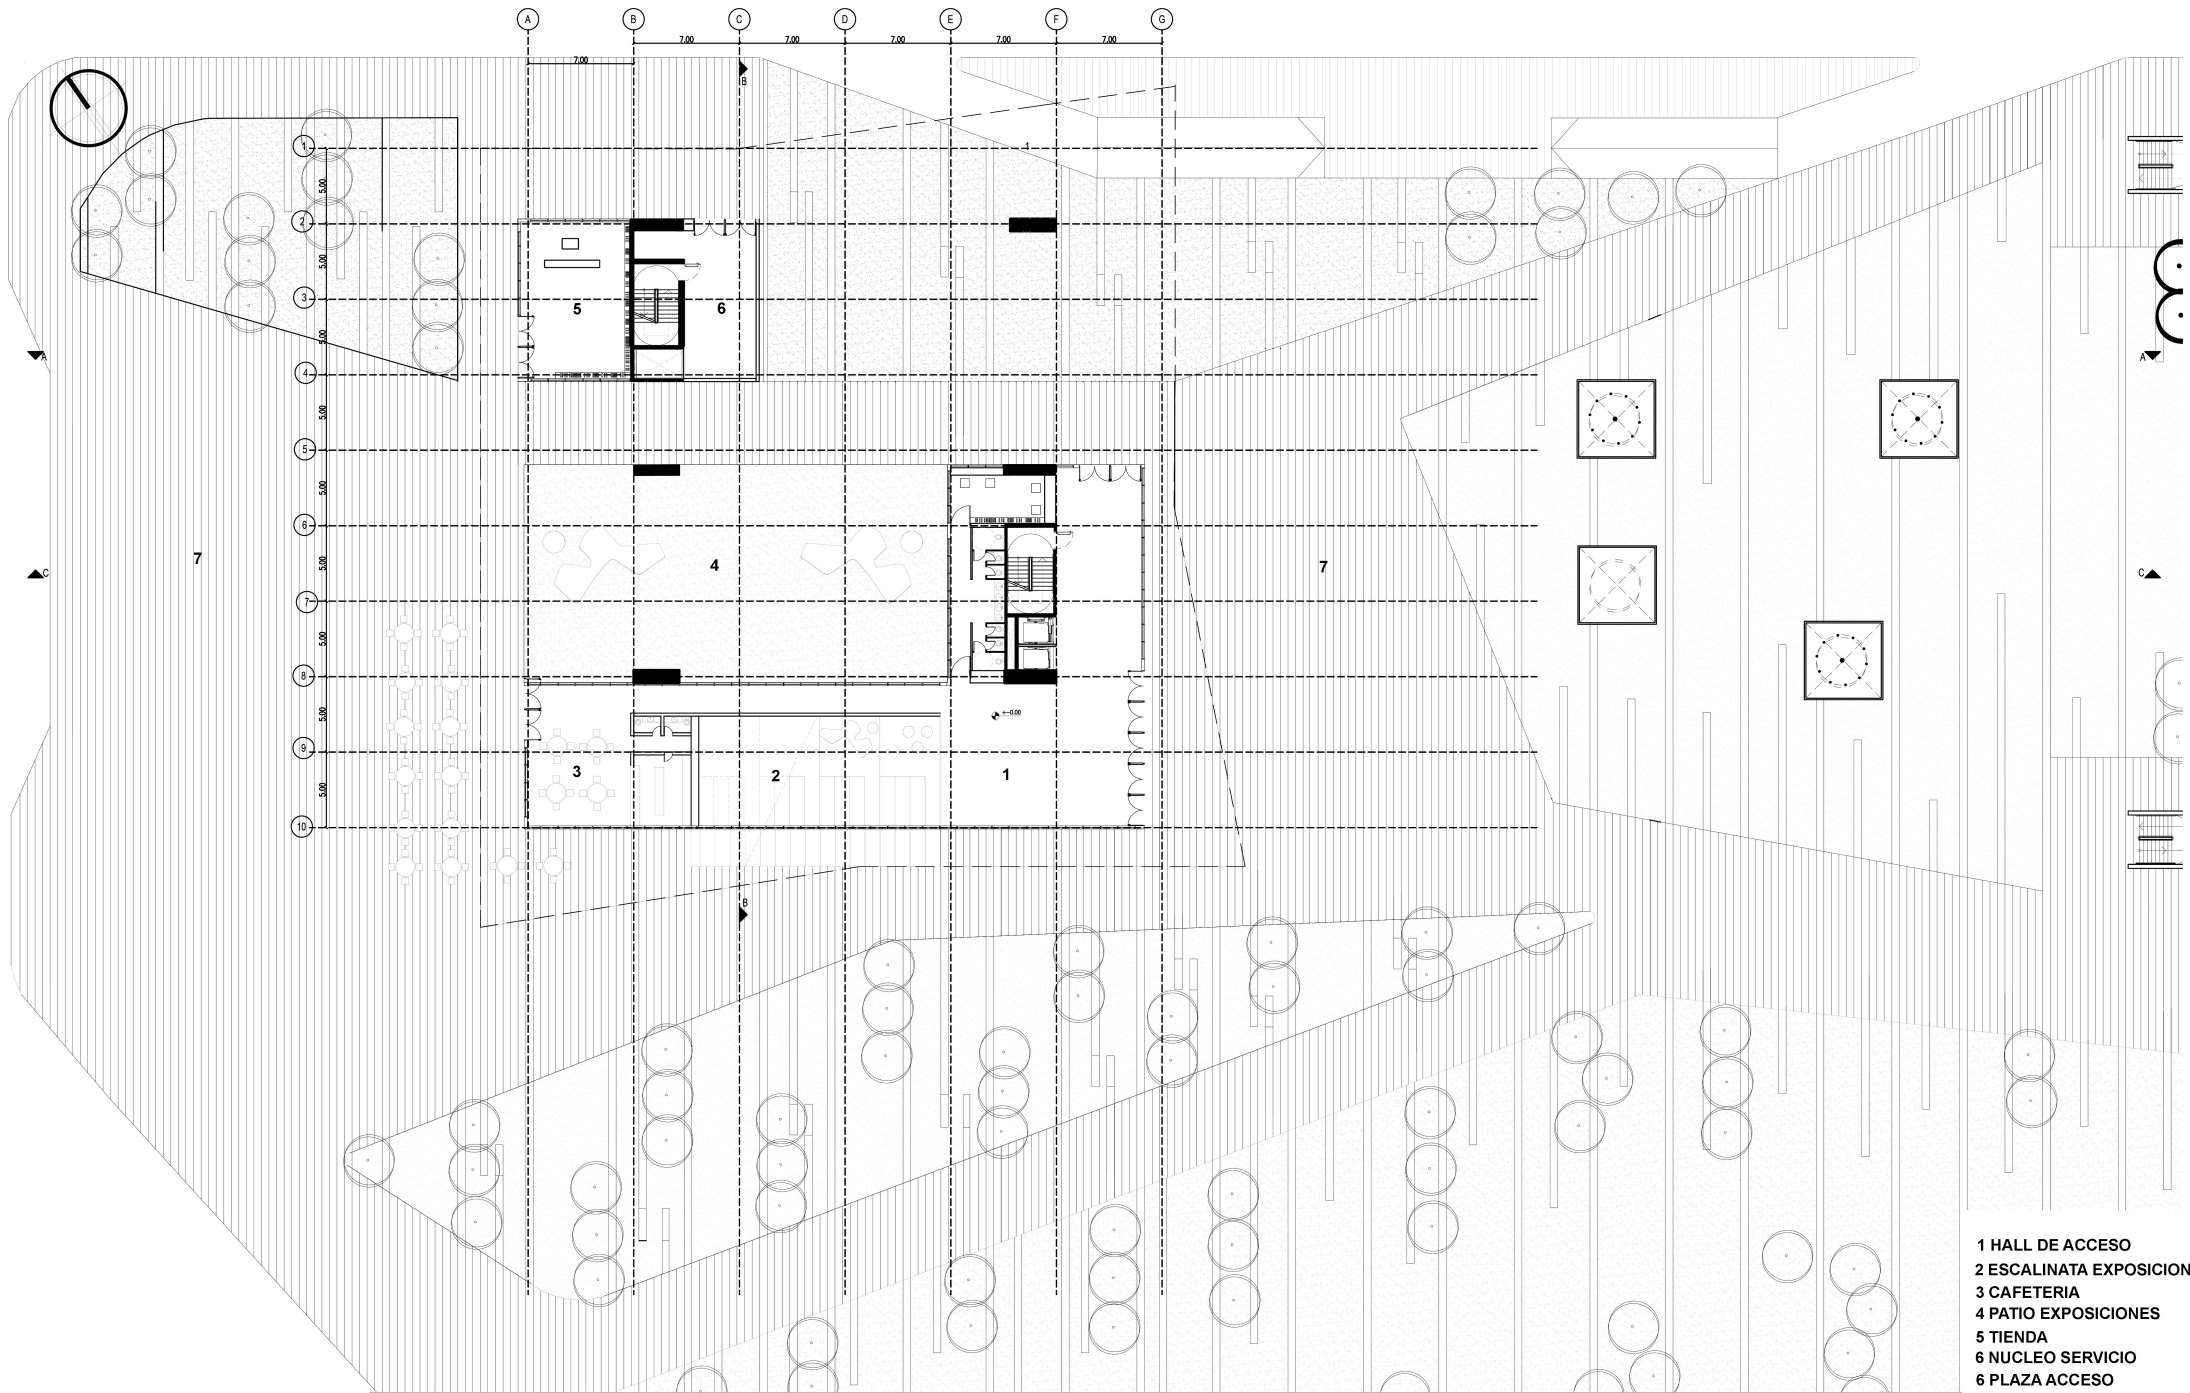 A B C D E F G
7.00 7.00 7.00 7.00 7.00
7.00
B
1 1
5.00
2
5.00
3
5 6
5.00
A A
4
5.00
5
5.00
6
7 4 7
5.00
C C
7
5.00
8
5.00
+-0.00
9
3 2 1
5.00
10
B
1 HALL DE ACCESO
2 ESCALINATA EXPOSICION
3 CAFETERIA
4 PATIO EXPOSICIONES
5 TIENDA
6 NUCLEO SERVICIO
6 PLAZA ACCESO